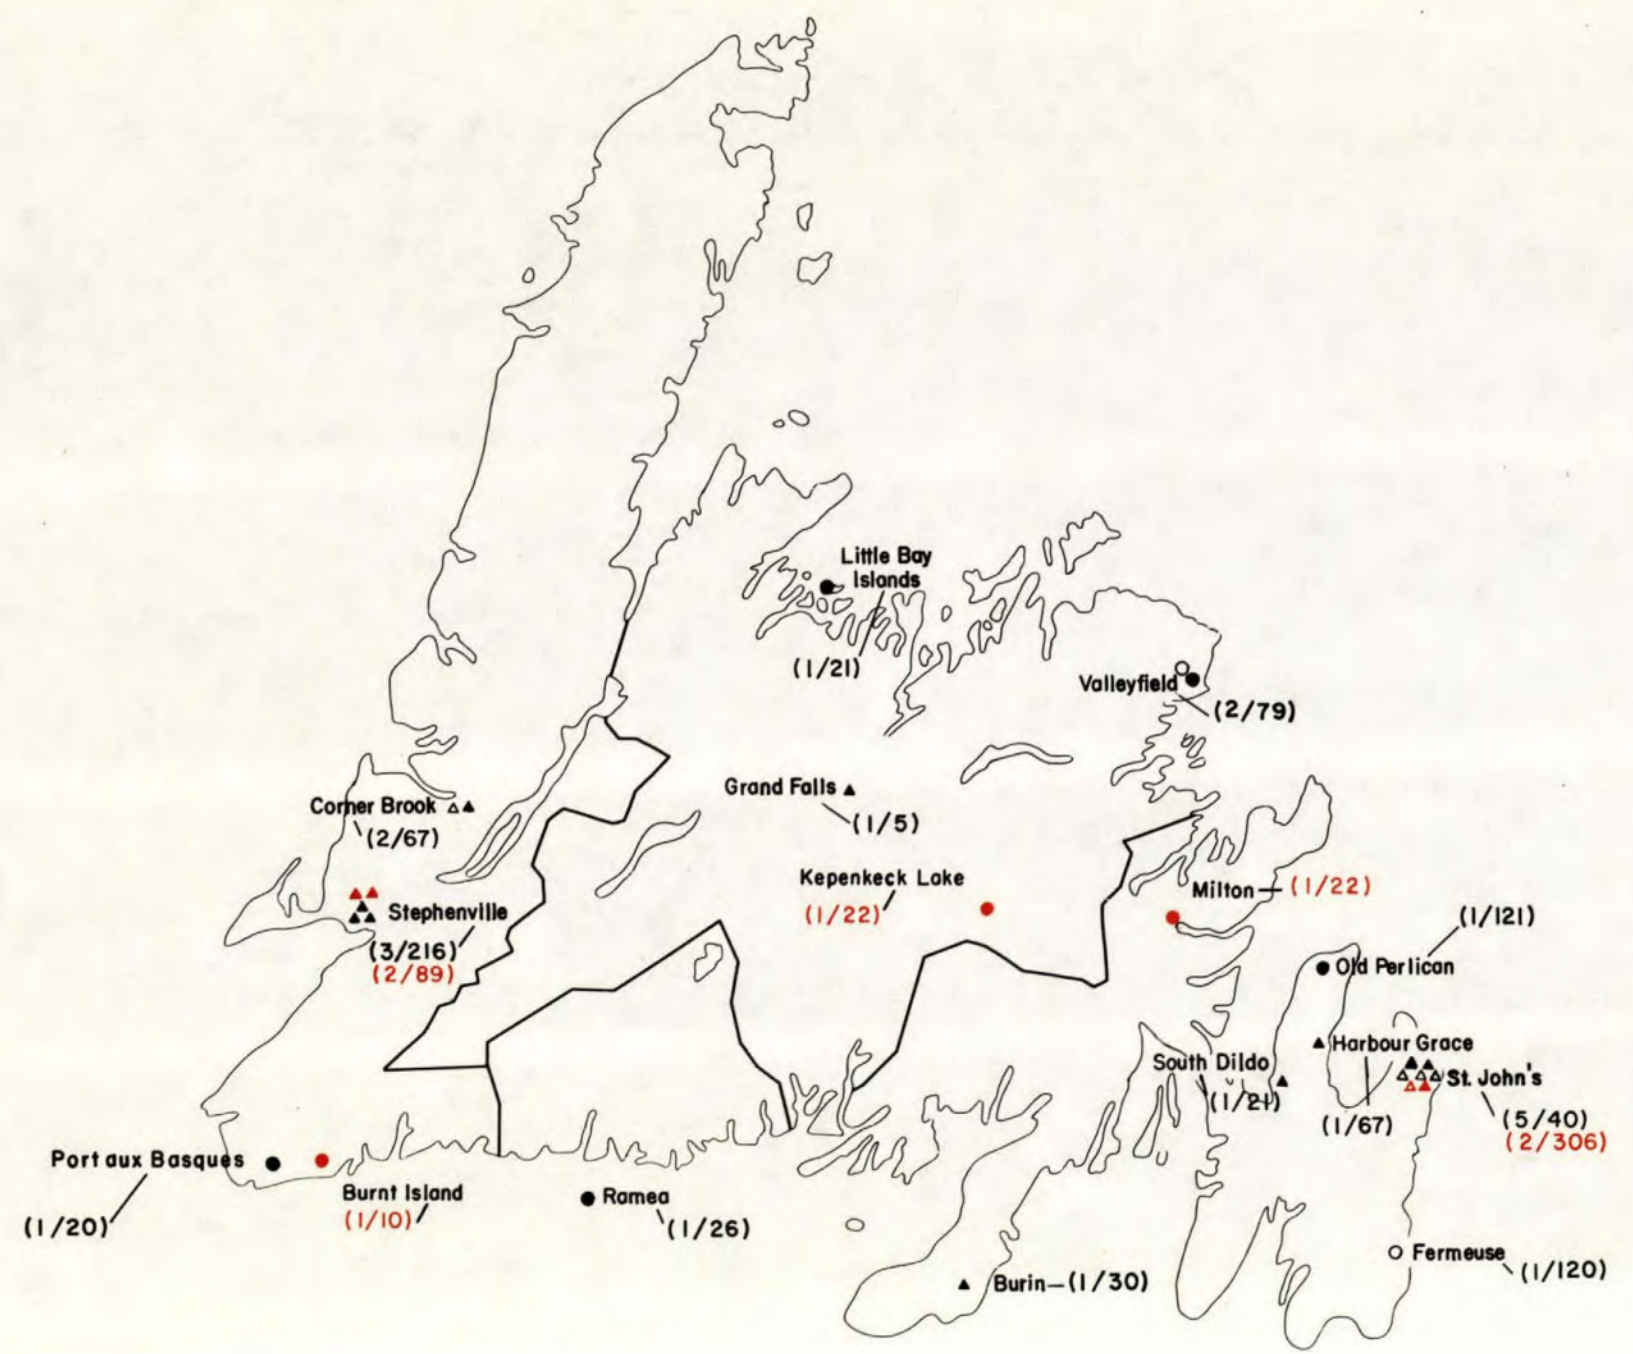 Little Bay
Islands
(1/21)
Valleyfield
(2/79)
Grand Falls
(1/5)
Corner Brook
(2/67)
Kepenkeck Lake
(1/22)
Milton
(1/22)
Stephenville
(3/216)
(2/89)
(1/121)
Old Perlican
Harbour Grace
(1/67)
South Dildo
(1/21)
St. John's
(5/40)
(2/306)
Port aux Basques
(1/20)
Burnt Island
(1/10)
Ramea
(1/26)
Fermeuse
(1/120)
Burin
(1/30)